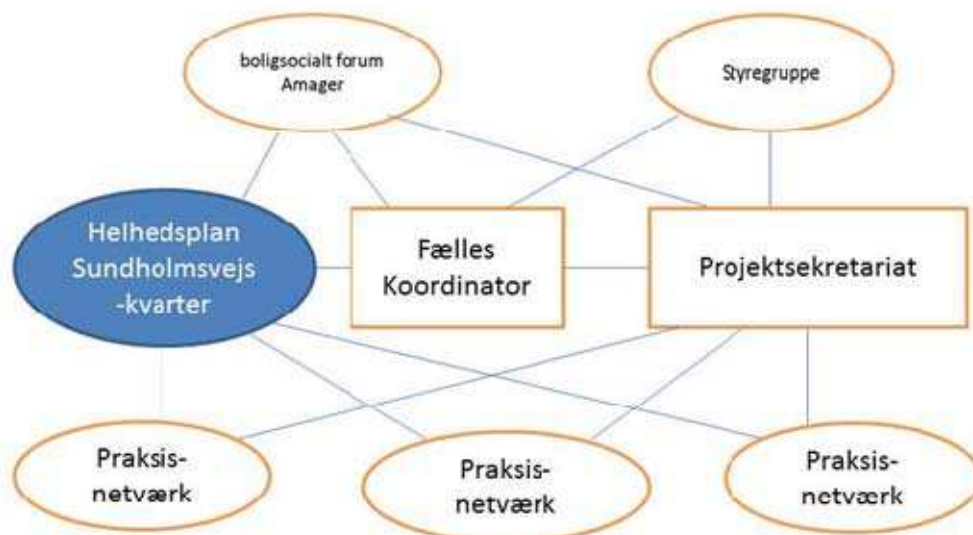 boligsocialt forum
Amager
Styregruppe
Helhedsplan
Sundholmsvejs
-kvarter
Fælles
Koordinator
Projektsekretariat
Praksis-
netværk
Praksis-
netværk
Praksis-
netværk